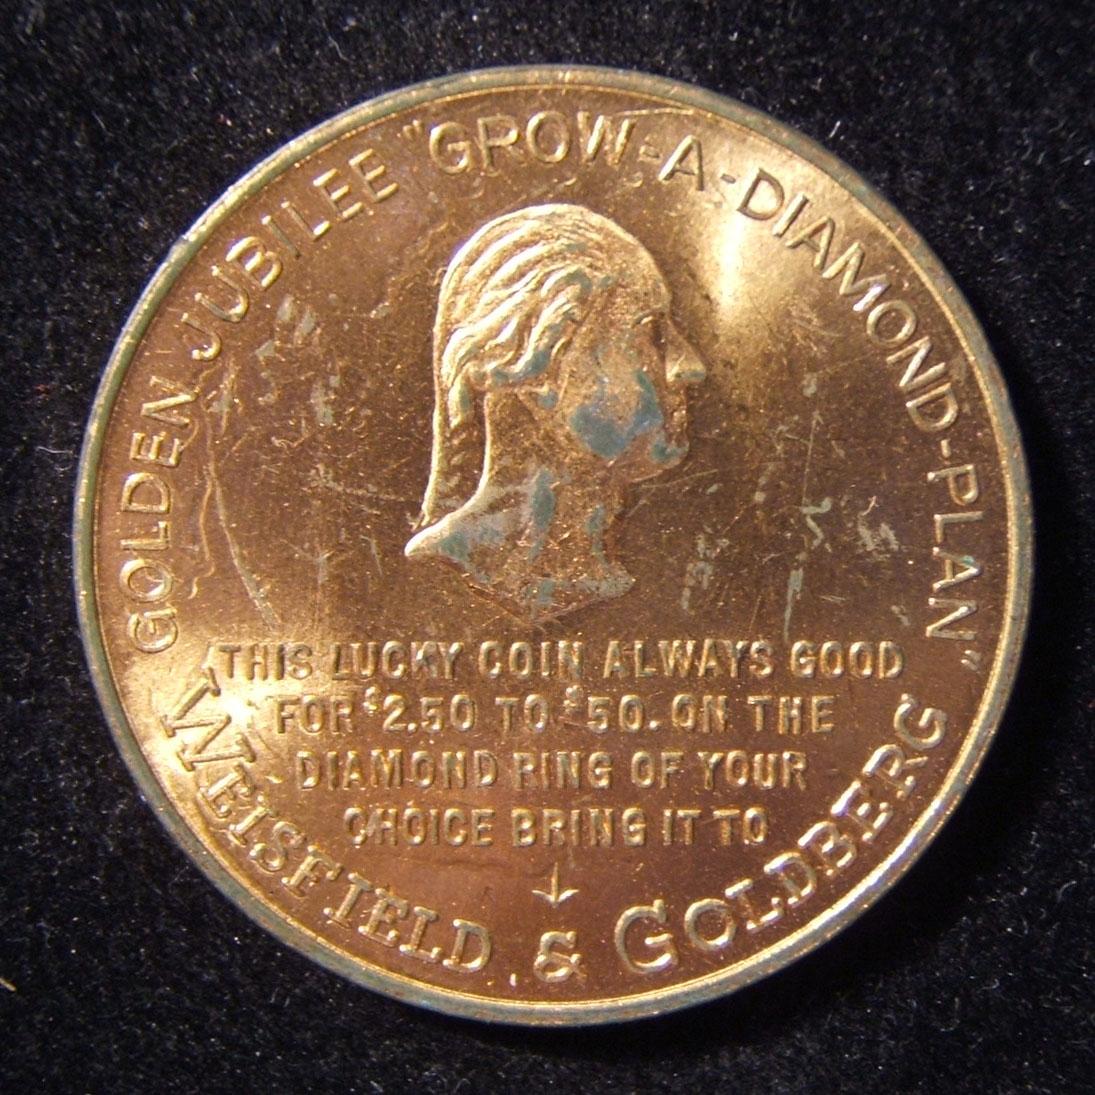 GOLDEN JUBILEE "GROW-A-DIAMOND-PLAN"
THIS LUCKY COIN ALWAYS GOOD
FOR $2.50 TO $50. ON THE
DIAMOND RING OF YOUR
CHOICE BRING IT TO
↓
WEISFIELD & GOLDBERG